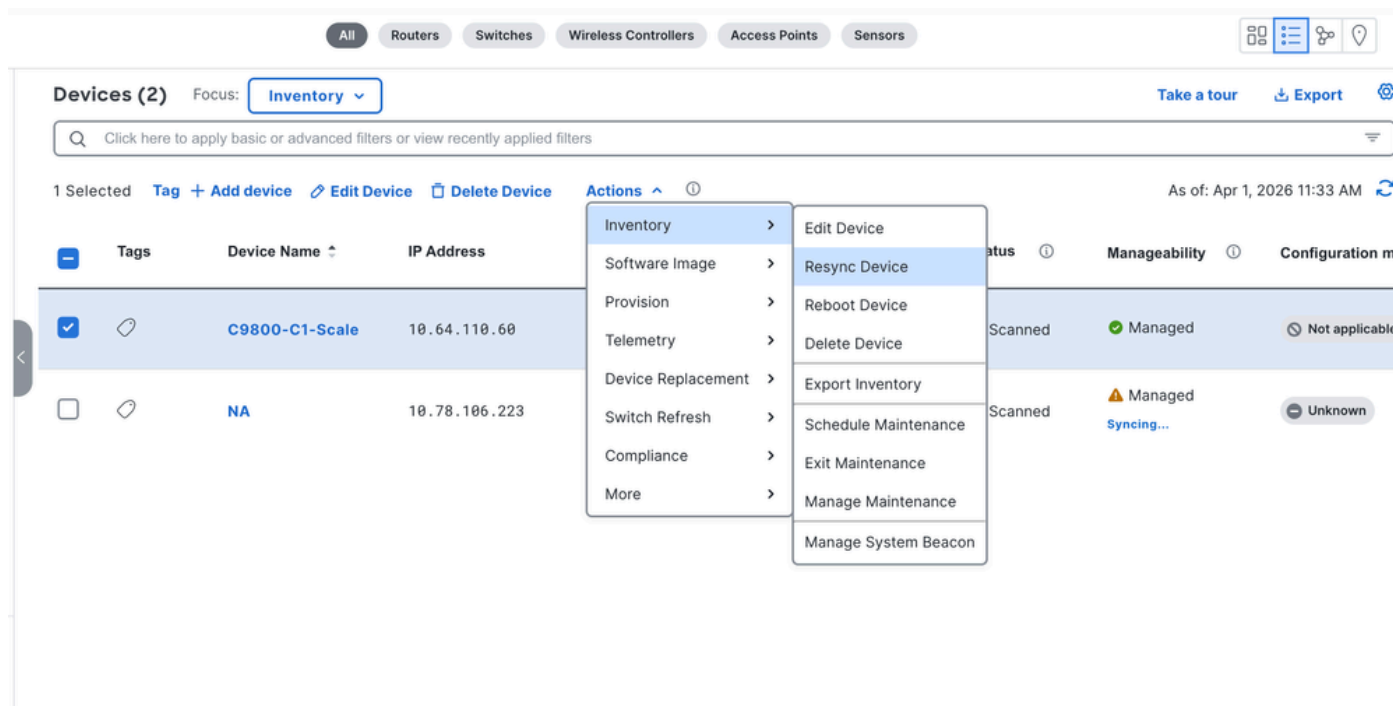 All Routers Switches Wireless Controllers Access Points Sensors
Devices (2) Focus: Inventory Take a tour Export
Click here to apply basic or advanced filters or view recently applied filters
1 Selected Tag Add device Edit Device Delete Device Actions As of: Apr 1, 2026 11:33 AM
Inventory
Software Image
Provision
Telemetry
Device Replacement
Switch Refresh
Compliance
More
Edit Device
Resync Device
Reboot Device
Delete Device
Export Inventory
Schedule Maintenance
Exit Maintenance
Manage Maintenance
Manage System Beacon
Tags Device Name IP Address Manageability Configuration
C9800-C1-Scale 10.64.110.60 Scanned Managed Not applicable
NA 10.78.106.223 Scanned Managed Unknown
Syncing...